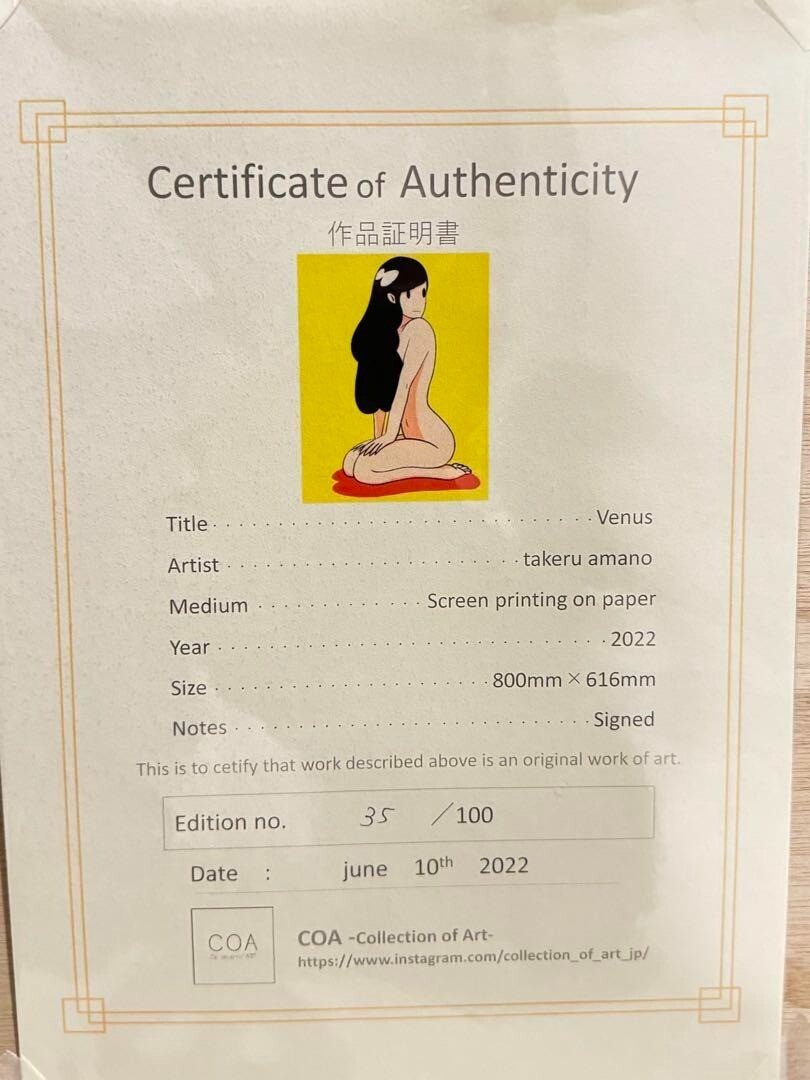 Certificate of Authenticity
作品証明書
Title · · · · · · · · · · · · · · · · · · · · · · · · · · · · · Venus
Artist · · · · · · · · · · · · · · · · · · · · · · · takeru amano
Medium · · · · · · · · · · · · · Screen printing on paper
Year · · · · · · · · · · · · · · · · · · · · · · · · · · · · · · 2022
Size · · · · · · · · · · · · · · · · · · · · · 800mm×616mm
Notes · · · · · · · · · · · · · · · · · · · · · · · · · · · · Signed
This is to cetify that work described above is an original work of art.
Edition no. 35 /100
Date : june 10th 2022
COA
COA -Collection of Art-
https://www.instagram.com/collection_of_art_jp/